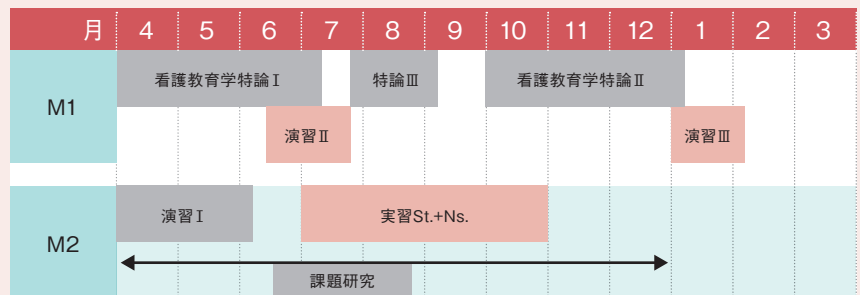 月 4 5 6 7 8 9 10 11 12 1 2 3
M1
看護教育学特論Ⅰ 特論Ⅲ 看護教育学特論Ⅱ
演習Ⅱ 演習Ⅲ
M2
演習Ⅰ 実習St.+Ns.
課題研究